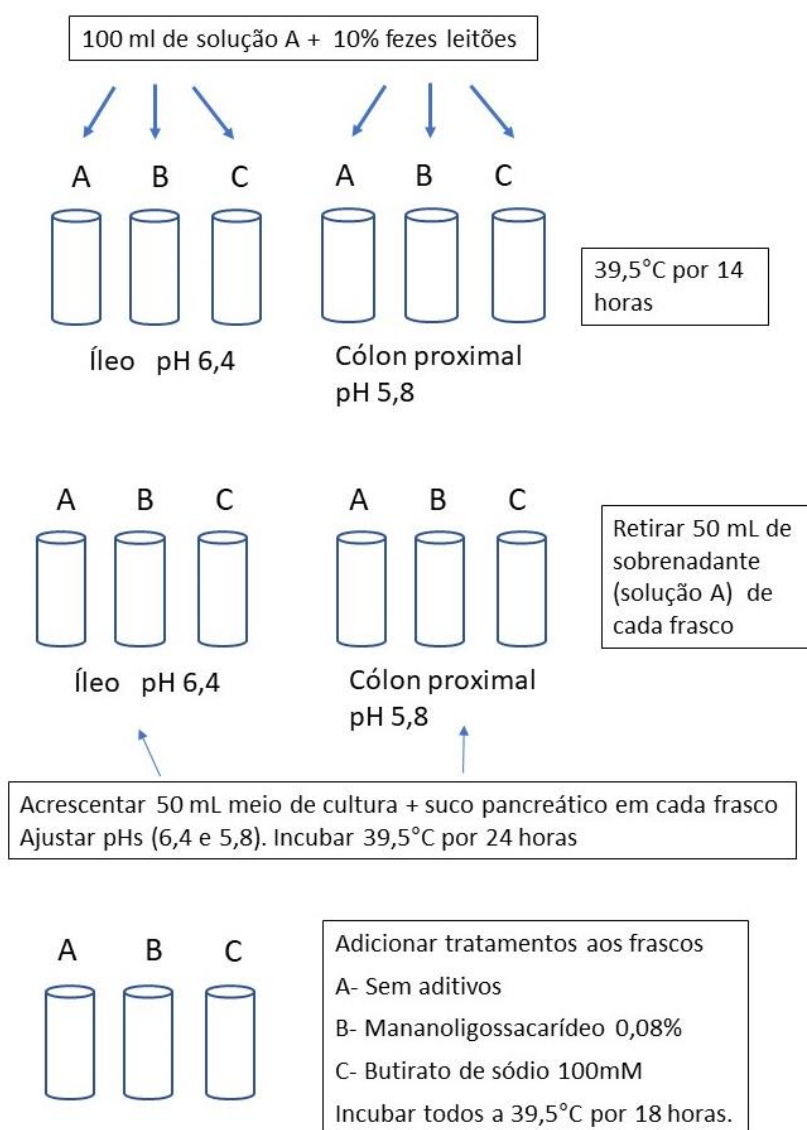 100 ml de solução A + 10% fezes leitões
A B C A B C
39,5°C por 14
horas
Íleo pH 6,4
Cólon proximal
pH 5,8
A B C A B C
Retirar 50 mL de
sobrenadante
(solução A) de
cada frasco
Íleo pH 6,4
Cólon proximal
pH 5,8
Acrescentar 50 mL meio de cultura + suco pancreático em cada frasco
Ajustar pHs (6,4 e 5,8). Incubar 39,5°C por 24 horas
A B C
Adicionar tratamentos aos frascos
A- Sem aditivos
B- Mananoligossacarídeo 0,08%
C- Butirato de sódio 100mM
Incubar todos a 39,5°C por 18 horas.